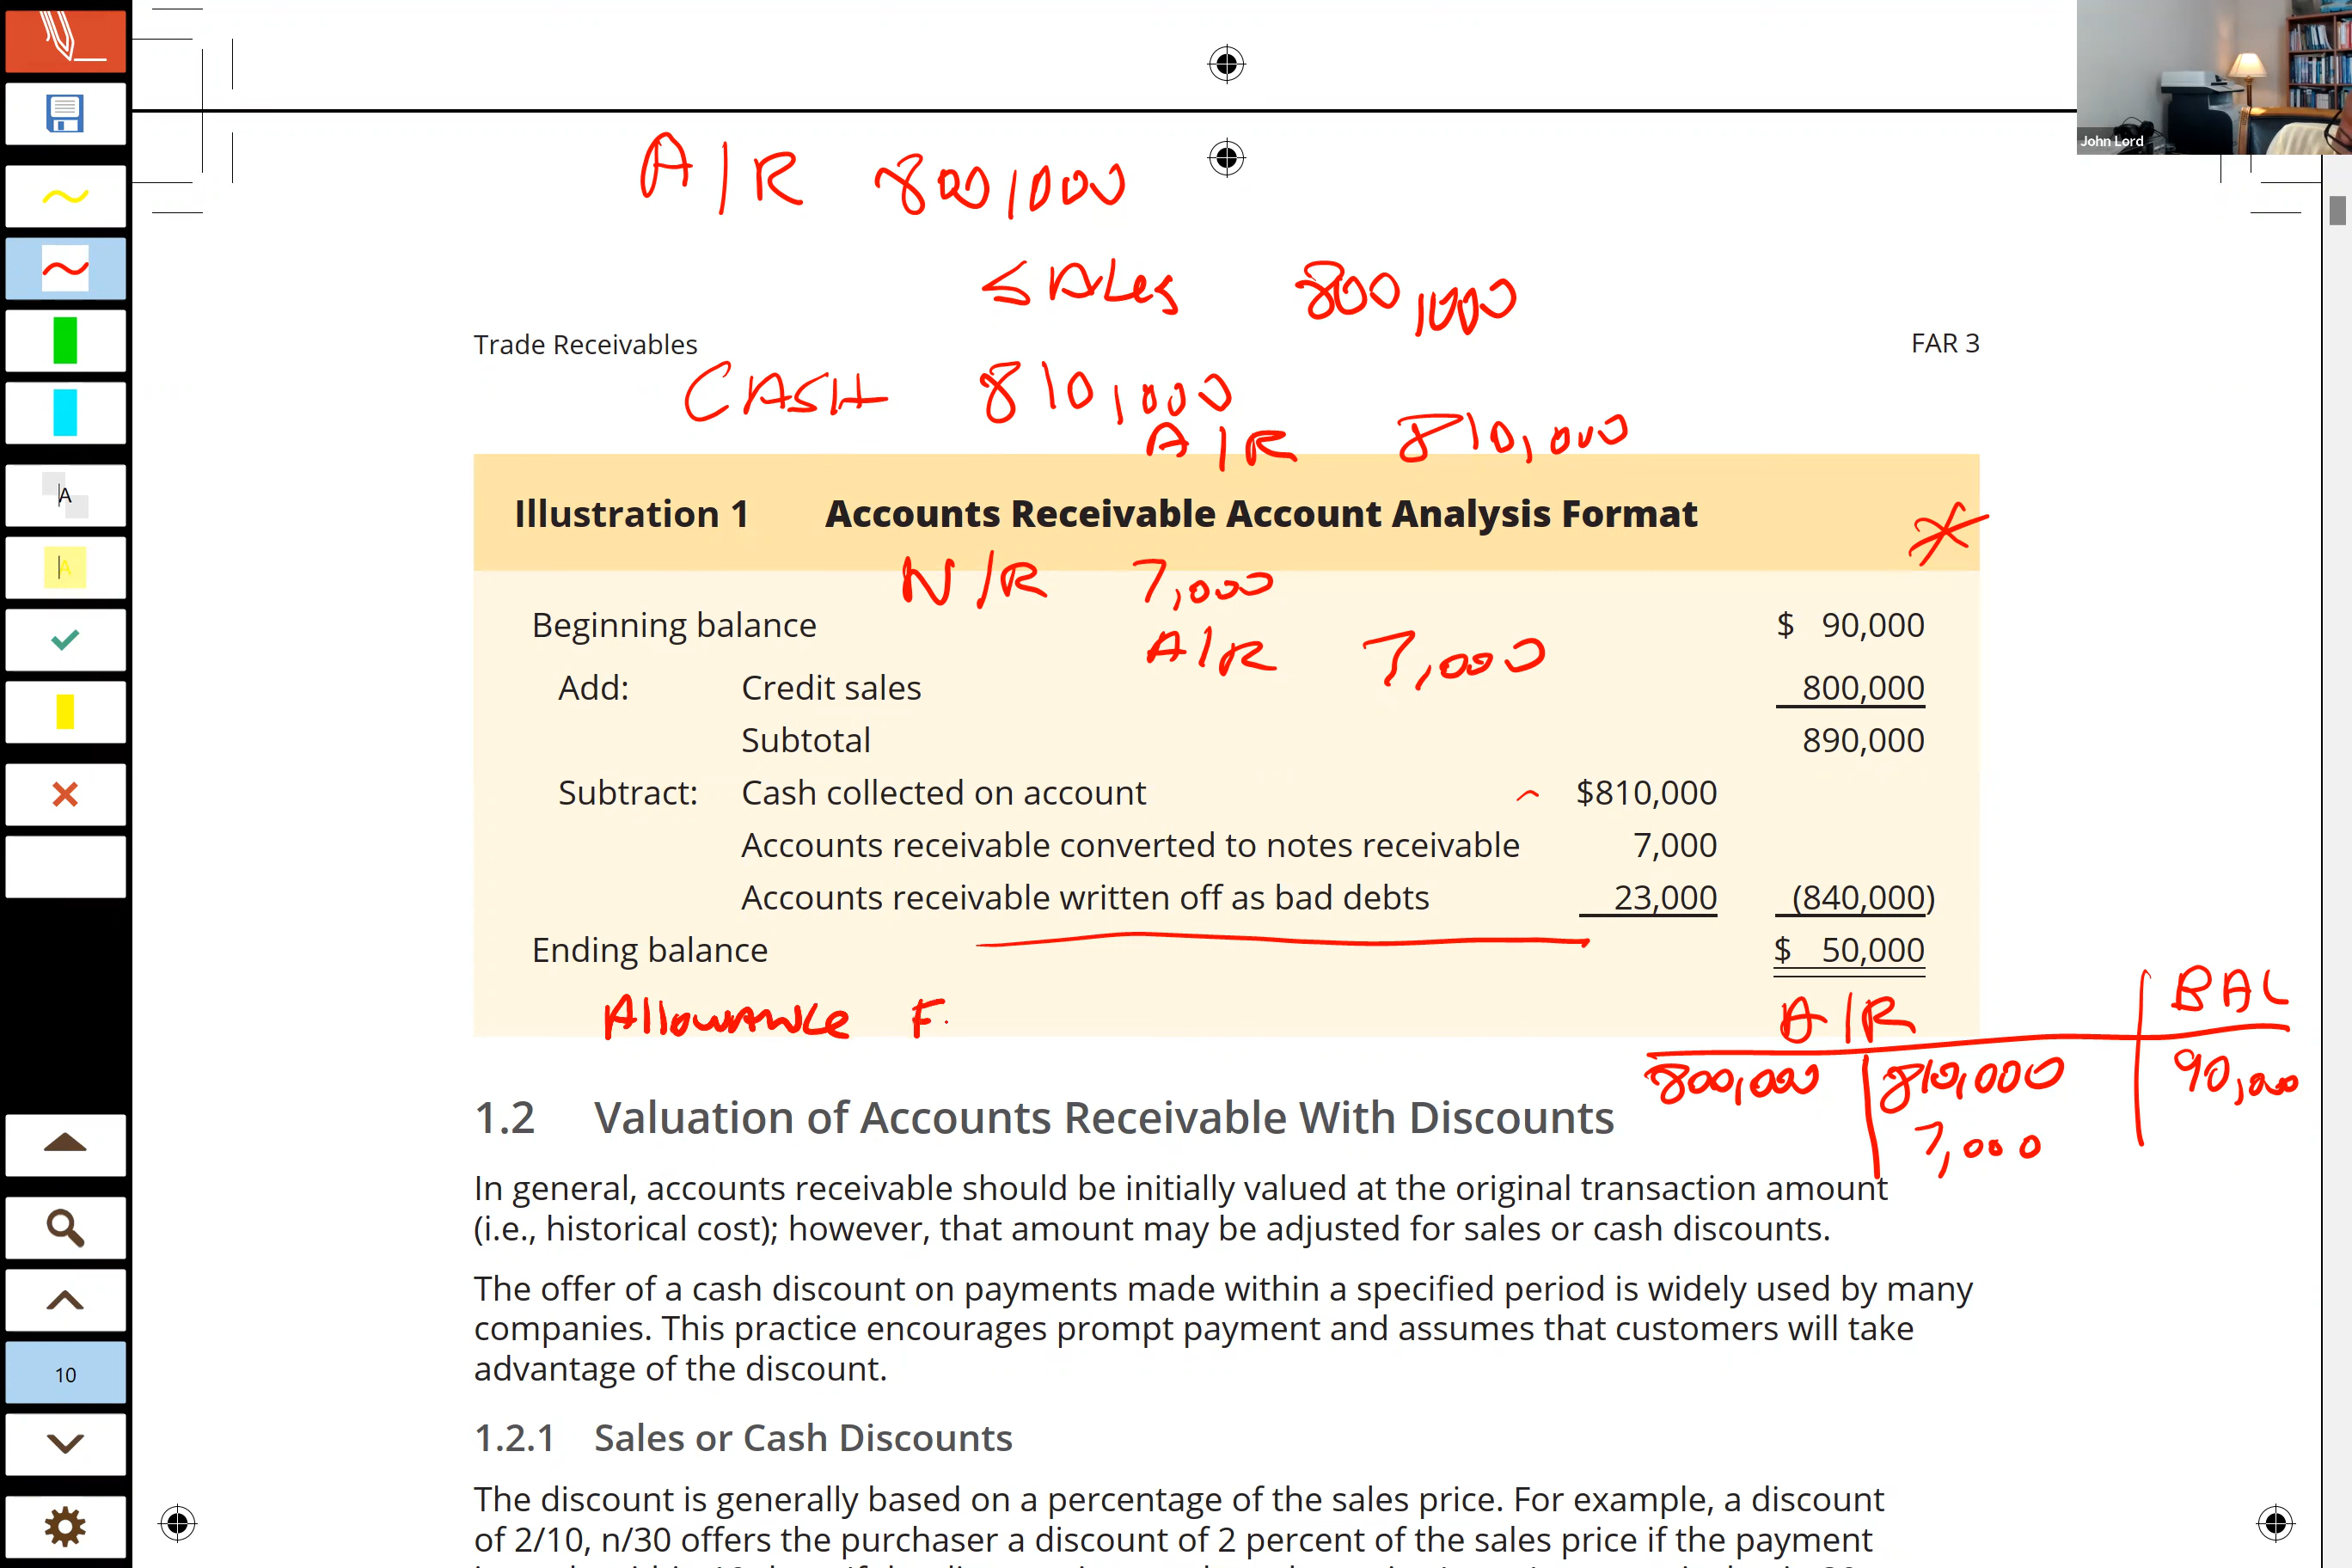 John Lord
A/R 800,000
SALes 800,000
Trade Receivables FAR 3
CASH 810,000
A/R 810,000
Illustration 1 Accounts Receivable Account Analysis Format
N/R 7,000
Beginning balance $ 90,000
A/R 7,000
Add: Credit sales 800,000
Subtotal 890,000
Subtract: Cash collected on account $810,000
Accounts receivable converted to notes receivable 7,000
Accounts receivable written off as bad debts 23,000 (840,000)
Ending balance $ 50,000
Allowance F.
A/R BAL
800,000 810,000 90,000
7,000
1.2 Valuation of Accounts Receivable With Discounts
In general, accounts receivable should be initially valued at the original transaction amount
(i.e., historical cost); however, that amount may be adjusted for sales or cash discounts.
The offer of a cash discount on payments made within a specified period is widely used by many
companies. This practice encourages prompt payment and assumes that customers will take
advantage of the discount.
1.2.1 Sales or Cash Discounts
The discount is generally based on a percentage of the sales price. For example, a discount
of 2/10, n/30 offers the purchaser a discount of 2 percent of the sales price if the payment
A
A
10